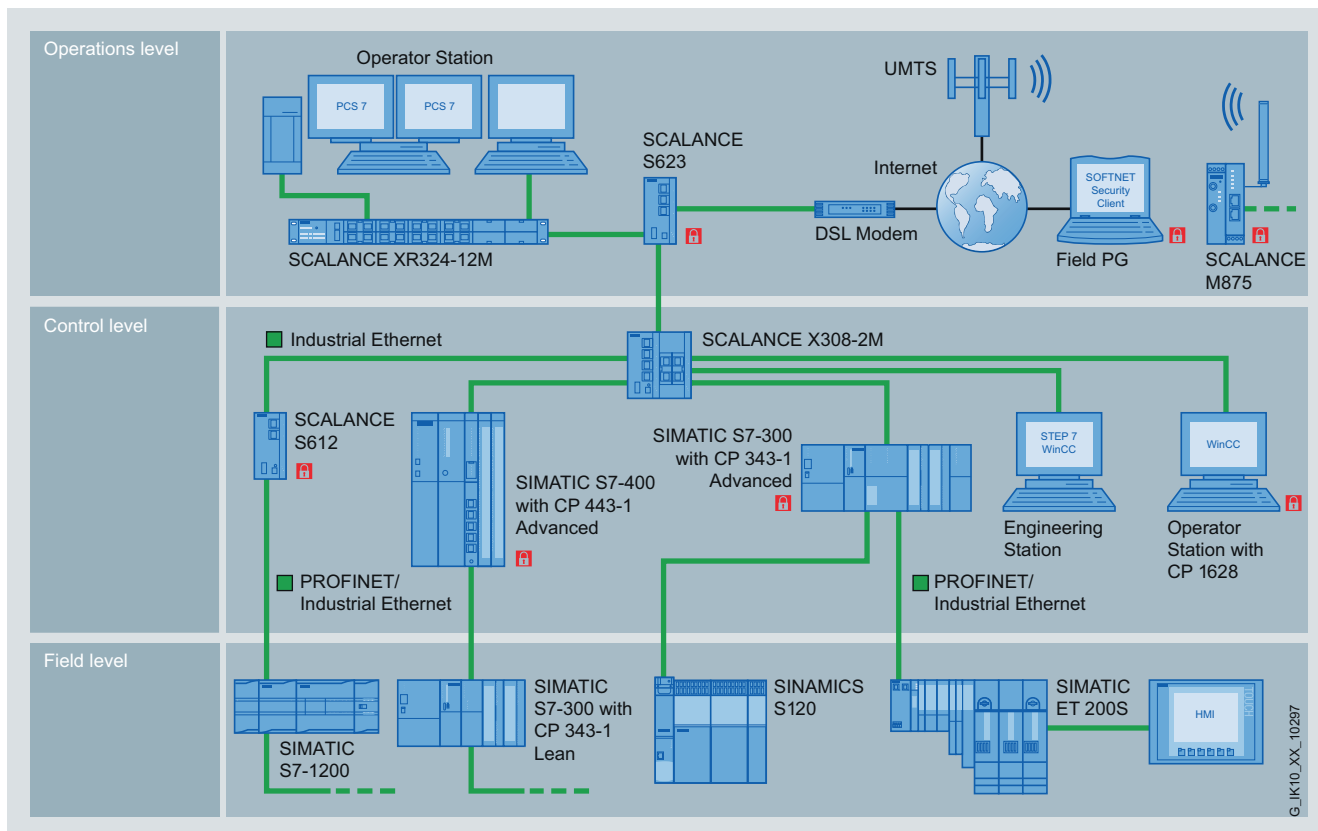 Operations level
Operator Station
PCS 7
PCS 7
SCALANCE XR324-12M
SCALANCE
S623
UMTS
Internet
DSL Modem
SOFTNET
Security
Client
Field PG
SCALANCE
M875
Control level
Industrial Ethernet
SCALANCE X308-2M
SCALANCE
S612
SIMATIC S7-400
with CP 443-1
Advanced
SIMATIC S7-300
with CP 343-1
Advanced
STEP 7
WinCC
Engineering
Station
WinCC
Operator
Station with
CP 1628
PROFINET/
Industrial Ethernet
PROFINET/
Industrial Ethernet
Field level
SIMATIC
S7-1200
SIMATIC
S7-300 with
CP 343-1
Lean
SINAMICS
S120
SIMATIC
ET 200S
HMI
G_IK10_XX_10297